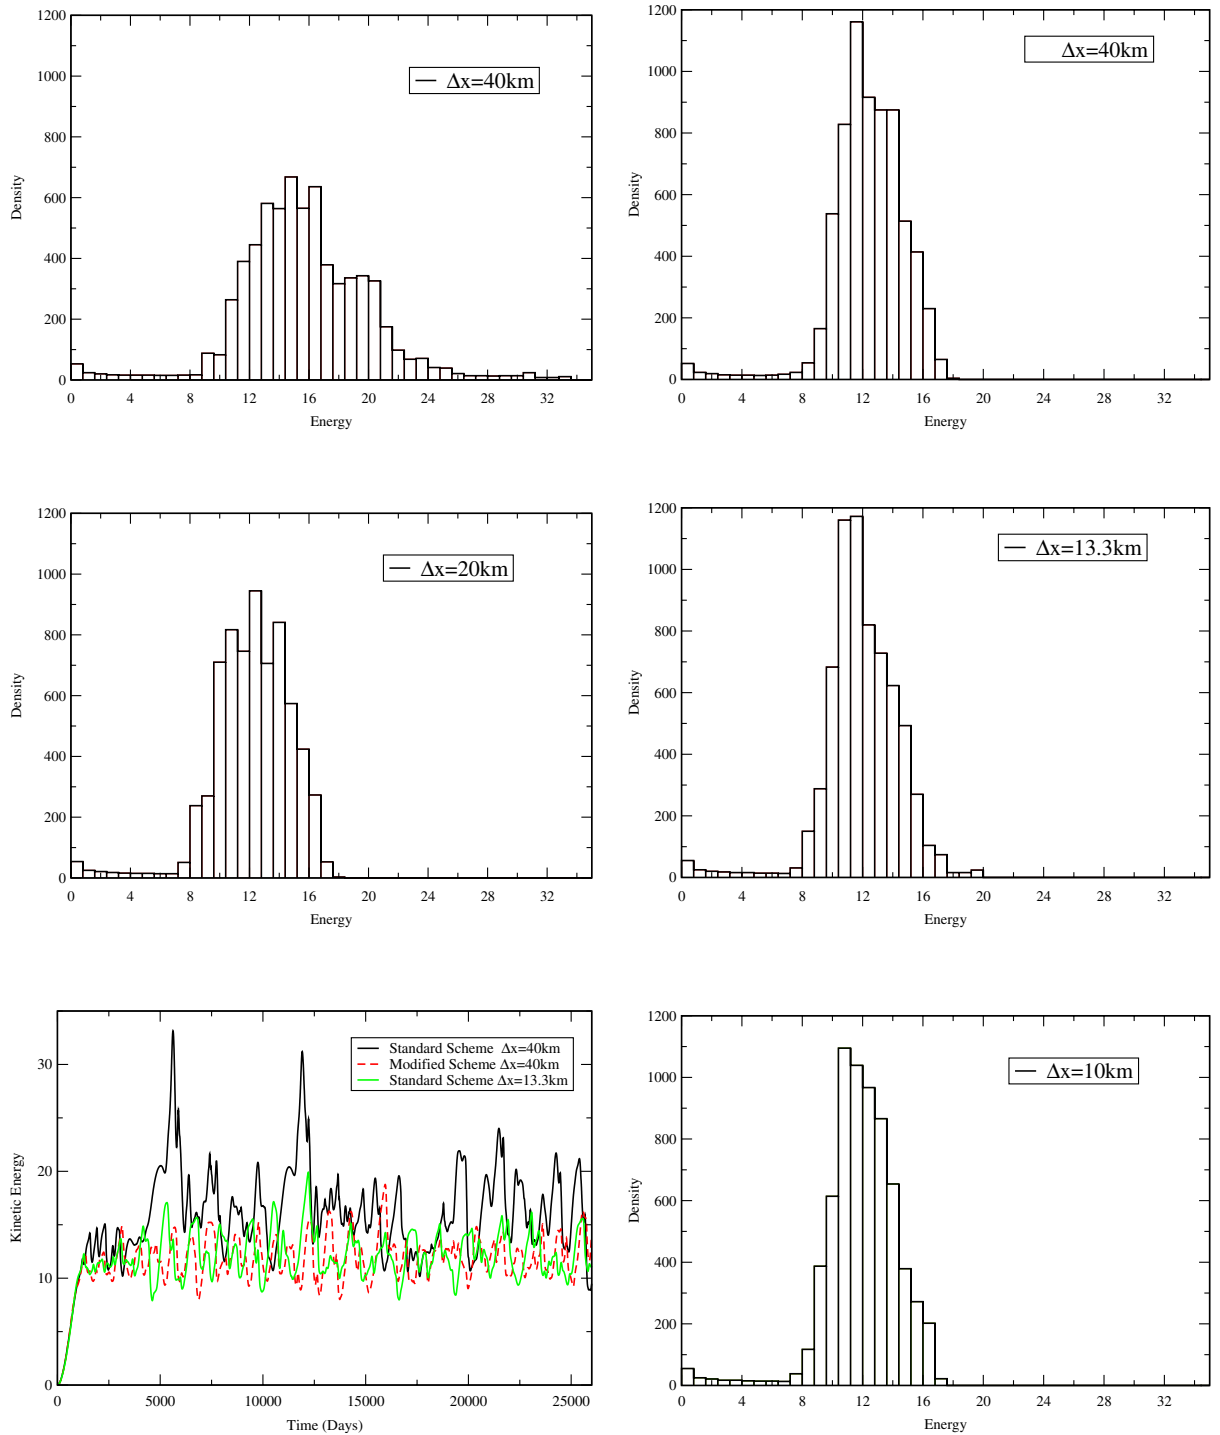 1200
1000
800
600
400
200
0
Density
Δx=40km
0 4 8 12 16 20 24 28 32
Energy
1200
1000
800
600
400
200
0
Density
Δx=40km
0 4 8 12 16 20 24 28 32
Energy
1200
1000
800
600
400
200
0
Density
Δx=20km
0 4 8 12 16 20 24 28 32
Energy
1200
1000
800
600
400
200
0
Density
Δx=13.3km
0 4 8 12 16 20 24 28 32
Energy
30
20
10
0
Kinetic Energy
Standard Scheme Δx=40km
Modified Scheme Δx=40km
Standard Scheme Δx=13.3km
0 5000 10000 15000 20000 25000
Time (Days)
1200
1000
800
600
400
200
0
Density
Δx=10km
0 4 8 12 16 20 24 28 32
Energy